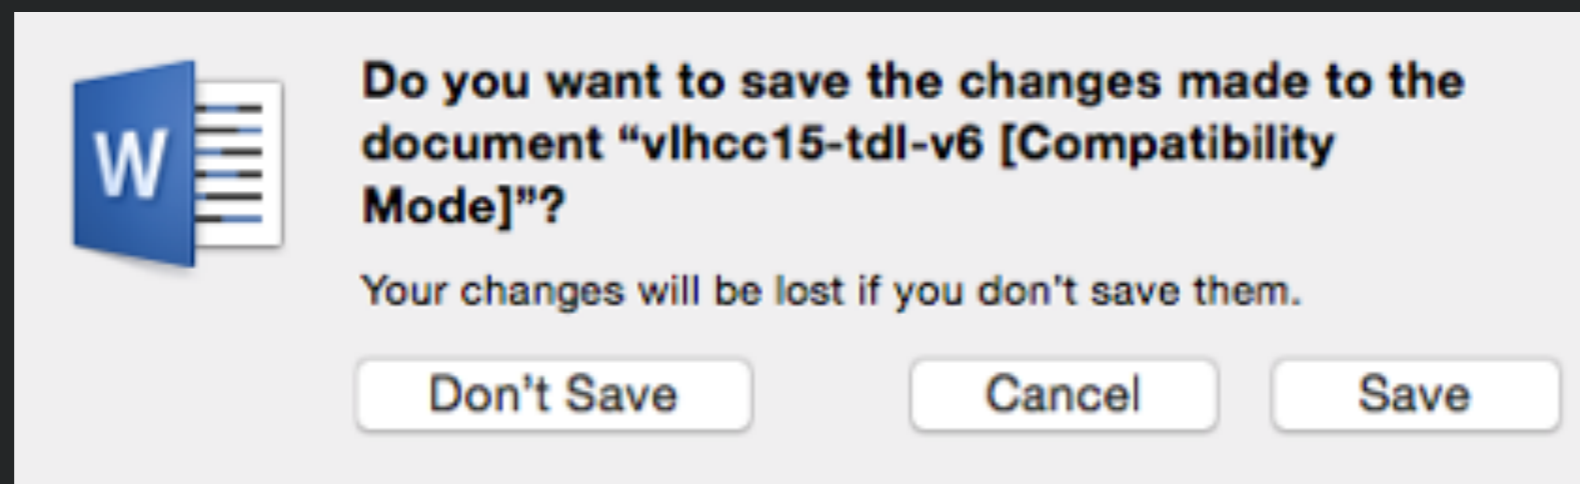 W
Do you want to save the changes made to the
document “vlhcc15-tdl-v6 [Compatibility
Mode]”?
Your changes will be lost if you don’t save them.
Don’t Save Cancel Save